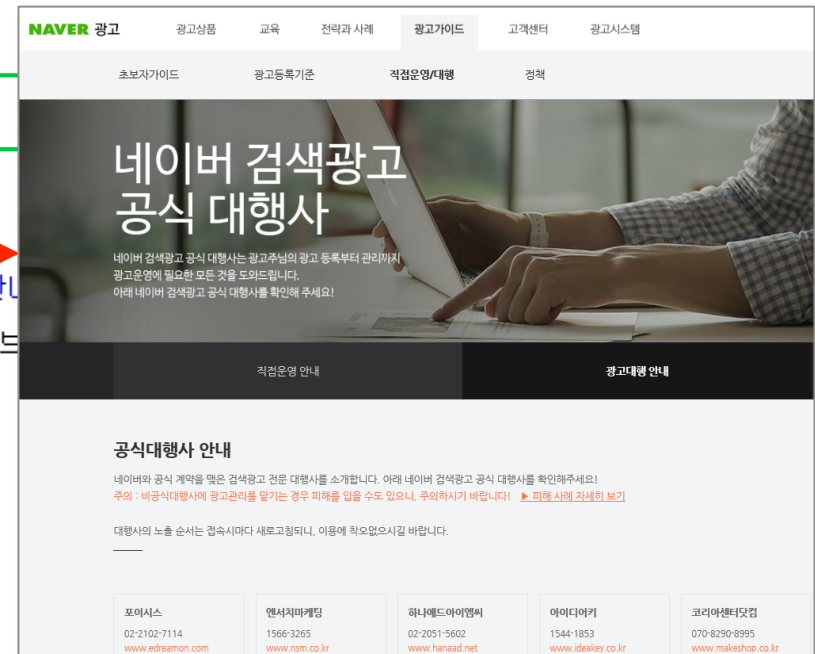 NAVER 광고 광고상품 교육 전략과 사례 광고가이드 고객센터 광고시스템
초보자가이드 광고등록기준 직접운영/대행 정책
네이버 검색광고
공식 대행사
네이버 검색광고 공식 대행사는 광고주님의 광고 등록부터 관리까지
광고운영에 필요한 모든 것을 도와드립니다.
아래 네이버 검색광고 공식 대행사를 확인해 주세요!
직접운영 안내 광고대행 안내
공식대행사 안내
네이버와 공식 계약을 맺은 검색광고 전문 대행사를 소개합니다. 아래 네이버 검색광고 공식 대행사를 확인해주세요!
주의 : 비공식대행사에 광고관리를 맡기는 경우 피해를 입을 수도 있으니, 주의하시기 바랍니다! ▶ 피해 사례 자세히 보기
대행사의 노출 순서는 접속시마다 새로고침되니, 이용에 착오없으시길 바랍니다.
포이시스 엔서치마케팅 하나애드아이엠씨 아이디어키 코리아센터닷컴
02-2102-7114 1566-3265 02-2051-5602 1544-1853 070-8290-8995
www.edreamon.com www.nsm.co.kr www.hanaad.net www.ideakey.co.kr www.makeshop.co.kr